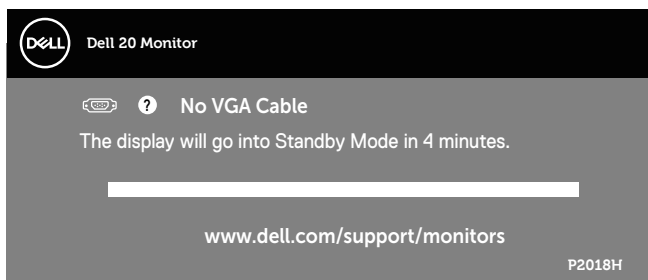 DELL
Dell 20 Monitor
? No VGA Cable
The display will go into Standby Mode in 4 minutes.
www.dell.com/support/monitors
P2018H